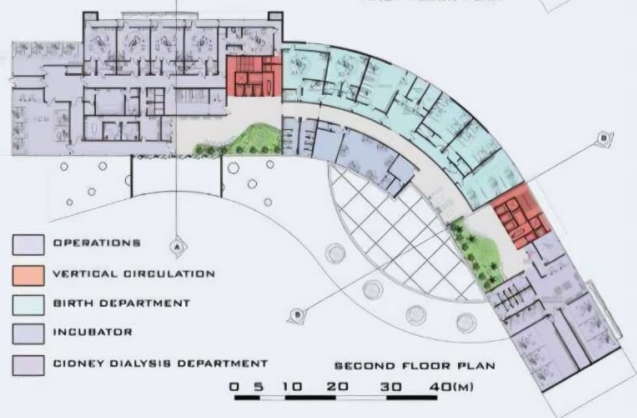 OPERATIONS
VERTICAL CIRCULATION
BIRTH DEPARTMENT
INCUBATOR
CIDNEY DIALYSIS DEPARTMENT
A
B
B
SECOND FLOOR PLAN
0 5 10 20 30 40(M)